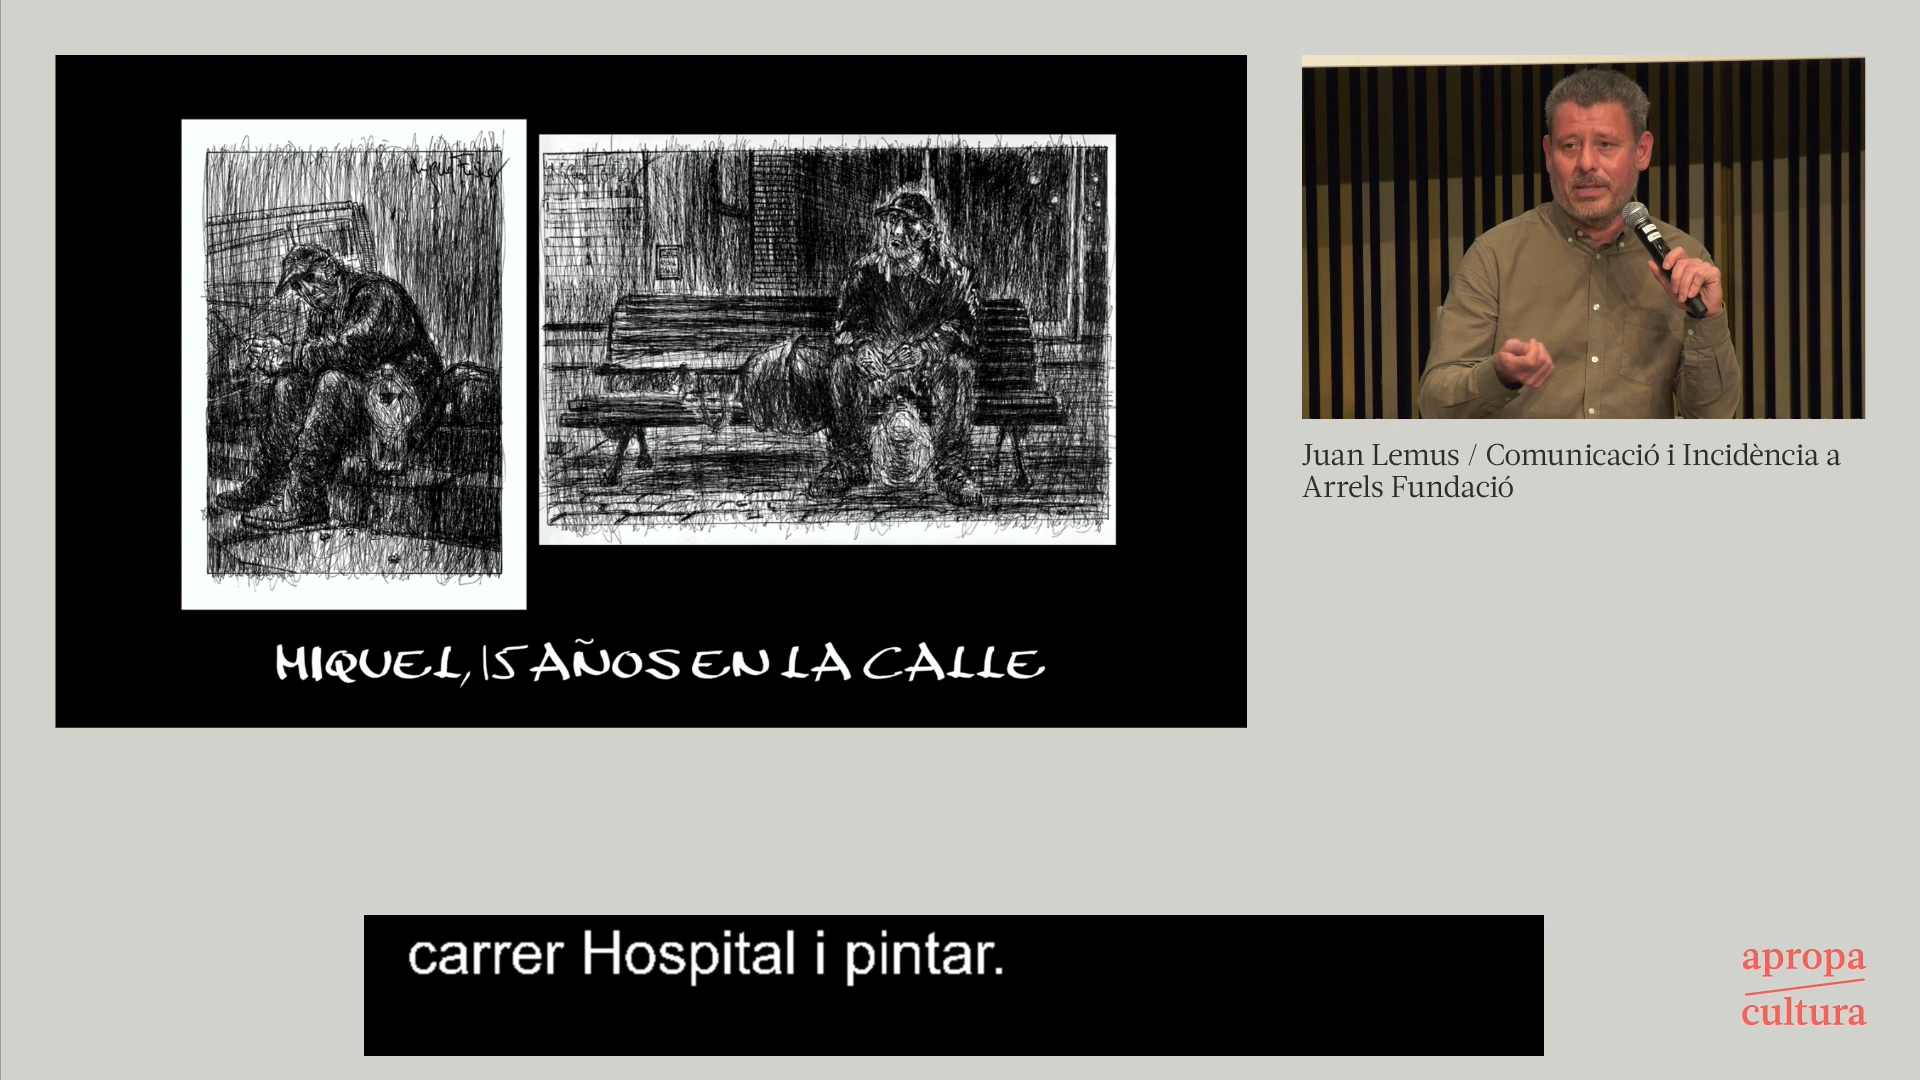 MIQUEL, 15 AÑOS EN LA CALLE
Juan Lemus / Comunicació i Incidència a
Arrels Fundació
carrer Hospital i pintar.
apropa
cultura